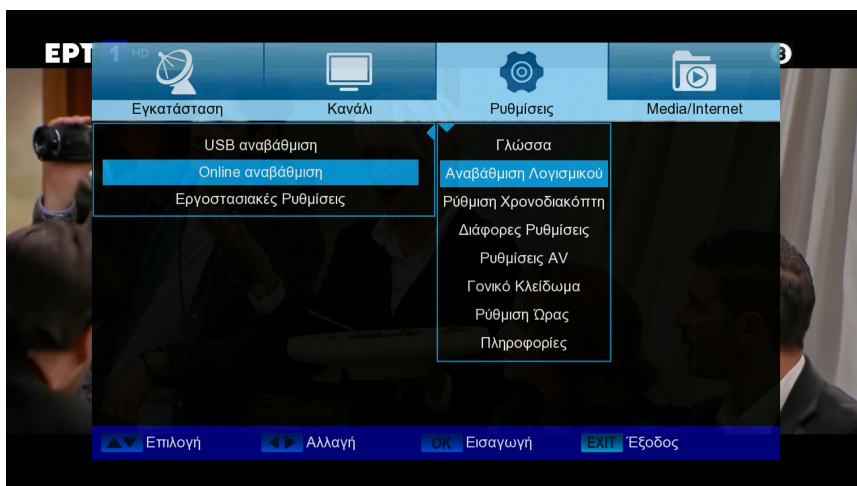 ΕΡΤ 1 HD
8
Εγκατάσταση
Κανάλι
Ρυθμίσεις
Media/Internet
USB αναβάθμιση
Online αναβάθμιση
Εργοστασιακές Ρυθμίσεις
Γλώσσα
Αναβάθμιση Λογισμικού
Ρύθμιση Χρονοδιακόπτη
Διάφορες Ρυθμίσεις
Ρυθμίσεις AV
Γονικό Κλείδωμα
Ρύθμιση Ώρας
Πληροφορίες
Επιλογή
Αλλαγή
OK Εισαγωγή
EXIT Έξοδος